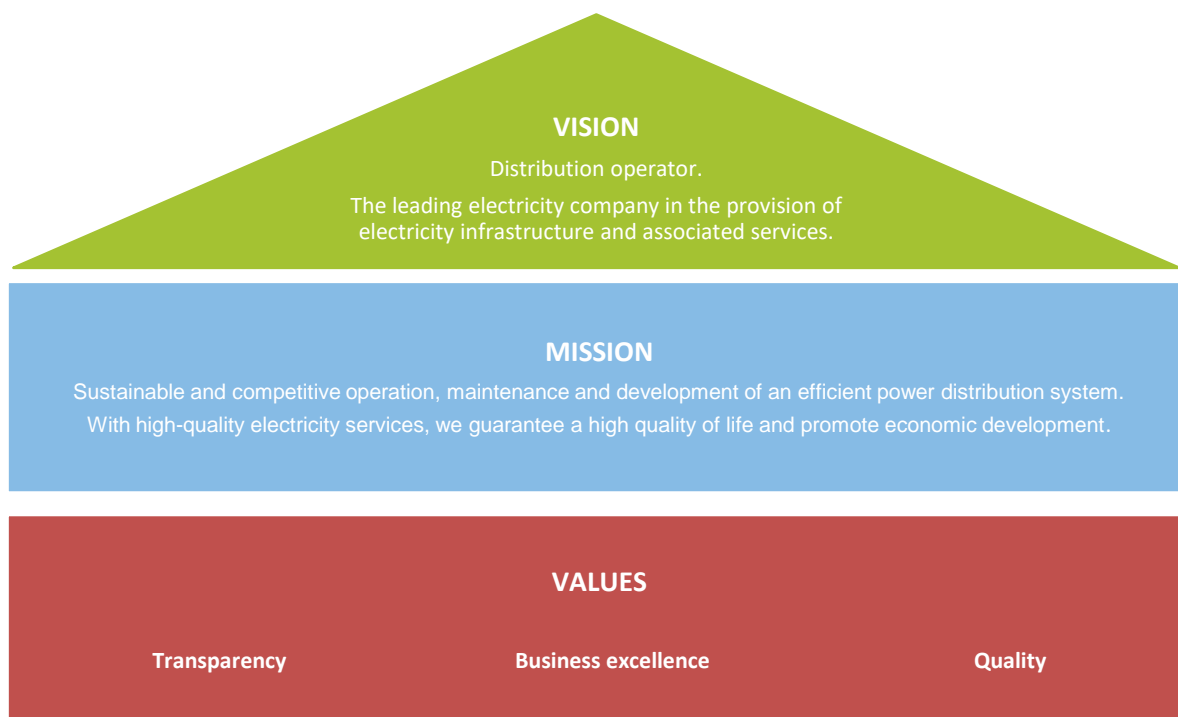 VISION
Distribution operator.
The leading electricity company in the provision of
electricity infrastructure and associated services.
MISSION
Sustainable and competitive operation, maintenance and development of an efficient power distribution system.
With high-quality electricity services, we guarantee a high quality of life and promote economic development.
VALUES
Transparency Business excellence Quality